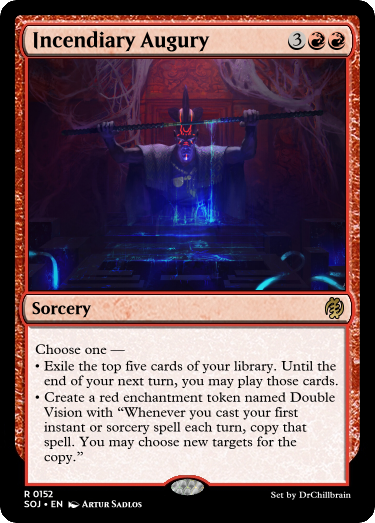 Incendiary Augury 3
Sorcery
Choose one —
• Exile the top five cards of your library. Until the
end of your next turn, you may play those cards.
• Create a red enchantment token named Double
Vision with “Whenever you cast your first
instant or sorcery spell each turn, copy that
spell. You may choose new targets for the
copy.”
R 0152
SOJ • EN Artur Sadlos
Set by DrChillbrain